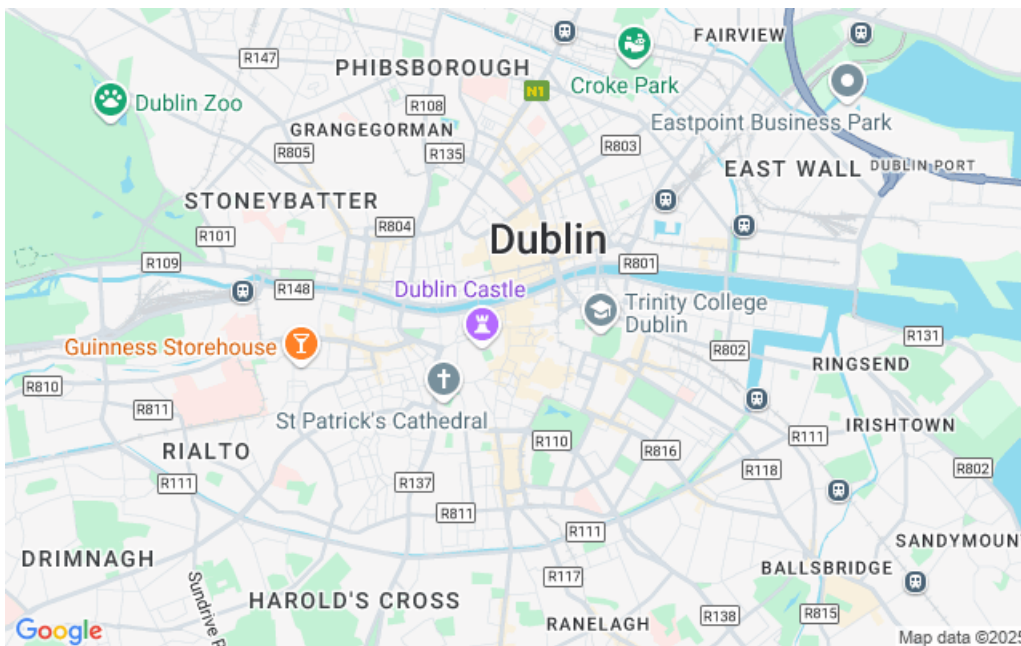 FAIRVIEW
R147
PHIBSBOROUGH
Croke Park
N1
Dublin Zoo
R108
Eastpoint Business Park
GRANGEGORMAN
R805
R135
R803
EAST WALL
DUBLIN PORT
STONEYBATTER
R804
R101
Dublin
R109
R801
R148
Dublin Castle
Trinity College
Dublin
R131
Guinness Storehouse
R802
RINGSEND
R810
R811
St Patrick's Cathedral
IRISHTOWN
RIALTO
R110
R111
R816
R118
R802
R111
R137
R811
R111
SANDYMOUN
DRIMNAGH
BALLSBRIDGE
R117
Sundrive R
HAROLD'S CROSS
R138
R815
RANELAGH
Google
Map data ©2025